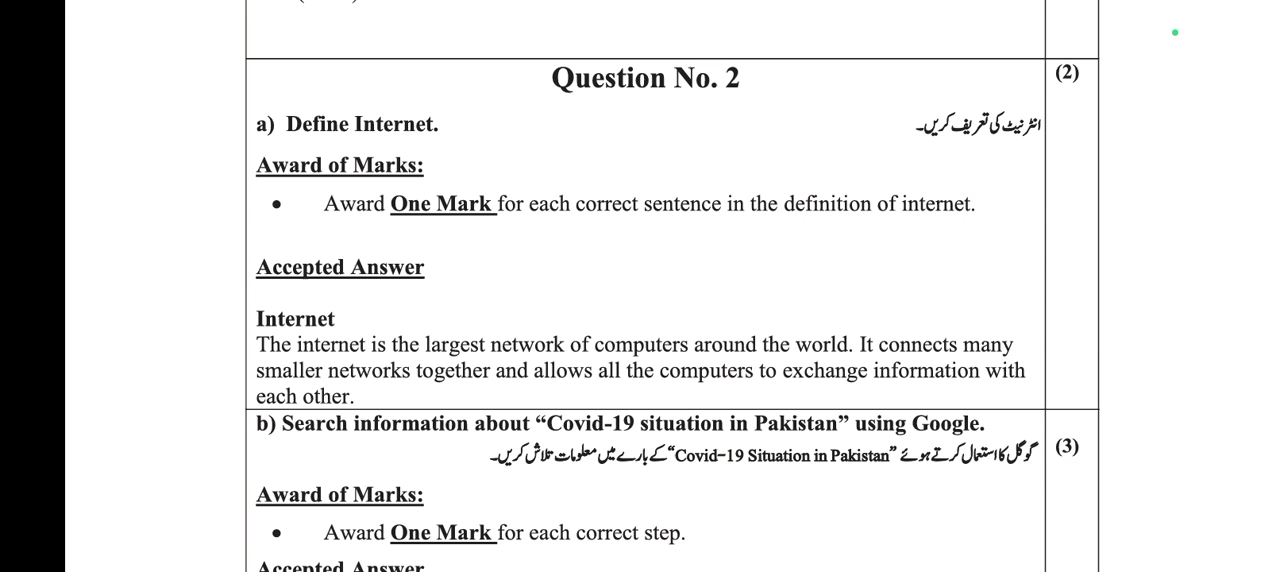 Question No. 2
(2)
a) Define Internet.
انٹرنیٹ کی تعریف کریں۔
Award of Marks:
• Award One Mark for each correct sentence in the definition of internet.
Accepted Answer
Internet
The internet is the largest network of computers around the world. It connects many
smaller networks together and allows all the computers to exchange information with
each other.
b) Search information about “Covid-19 situation in Pakistan” using Google.
(3)
گوگل کا استعمال کرتے ہوئے “Covid-19 Situation in Pakistan” کے بارے میں معلومات تلاش کریں۔
Award of Marks:
• Award One Mark for each correct step.
Accepted Answer